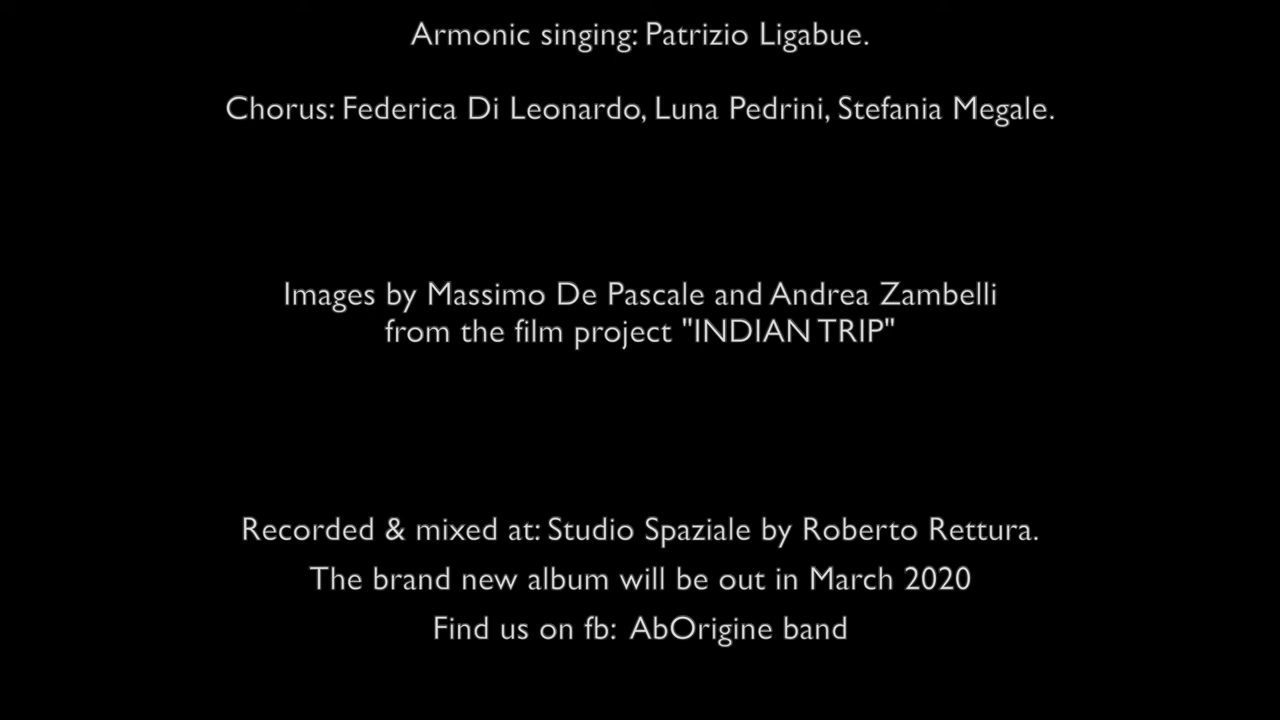 Armonic singing: Patrizio Ligabue.
Chorus: Federica Di Leonardo, Luna Pedrini, Stefania Megale.
Images by Massimo De Pascale and Andrea Zambelli
from the film project "INDIAN TRIP"
Recorded & mixed at: Studio Spaziale by Roberto Rettura.
The brand new album will be out in March 2020
Find us on fb: AbOrigine band